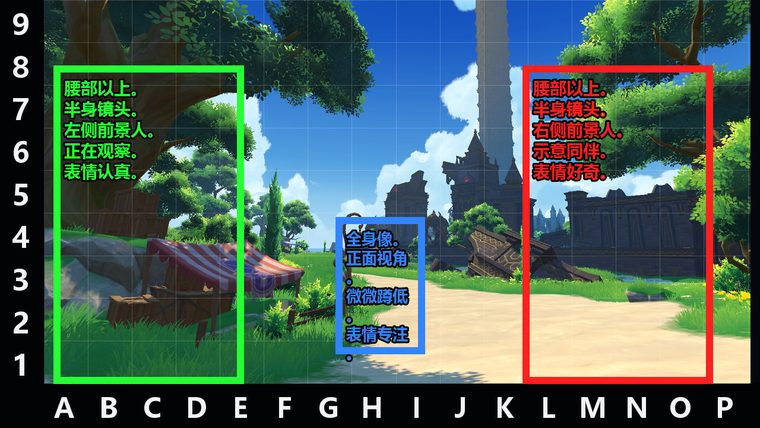 9
8
7
6
5
4
3
2
1
腰部以上。
半身镜头。
左侧前景人。
正在观察。
表情认真。
全身像。
正面视角
。
微微蹲低
。
表情专注
。
腰部以上。
半身镜头。
右侧前景人。
示意同伴。
表情好奇。
A B C D E F G H I J K L M N O P